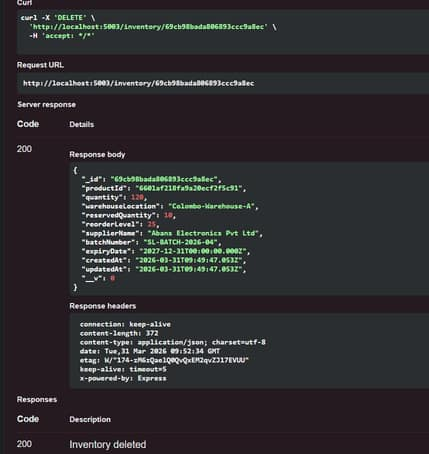 Curl
curl -X 'DELETE' \
'http://localhost:5003/inventory/69cb98bada806893ccc9a8ec' \
-H 'accept: */*'
Request URL
http://localhost:5003/inventory/69cb98bada806893ccc9a8ec
Server response
Code Details
200
Response body
{
"_id": "69cb98bada806893ccc9a8ec",
"productId": "6601af218fa9a20ecf2f5c91",
"quantity": 120,
"warehouseLocation": "Colombo-Warehouse-A",
"reservedQuantity": 10,
"reorderLevel": 25,
"supplierName": "Abans Electronics Pvt Ltd",
"batchNumber": "SL-BATCH-2026-04",
"expiryDate": "2027-12-31T00:00:00.000Z",
"createdAt": "2026-03-31T09:49:47.053Z",
"updatedAt": "2026-03-31T09:49:47.053Z",
"__v": 0
}
Response headers
connection: keep-alive
content-length: 372
content-type: application/json; charset=utf-8
date: Tue,31 Mar 2026 09:52:34 GMT
etag:
keep-alive: timeout=5
x-powered-by: Express
Responses
Code Description
200 Inventory deleted